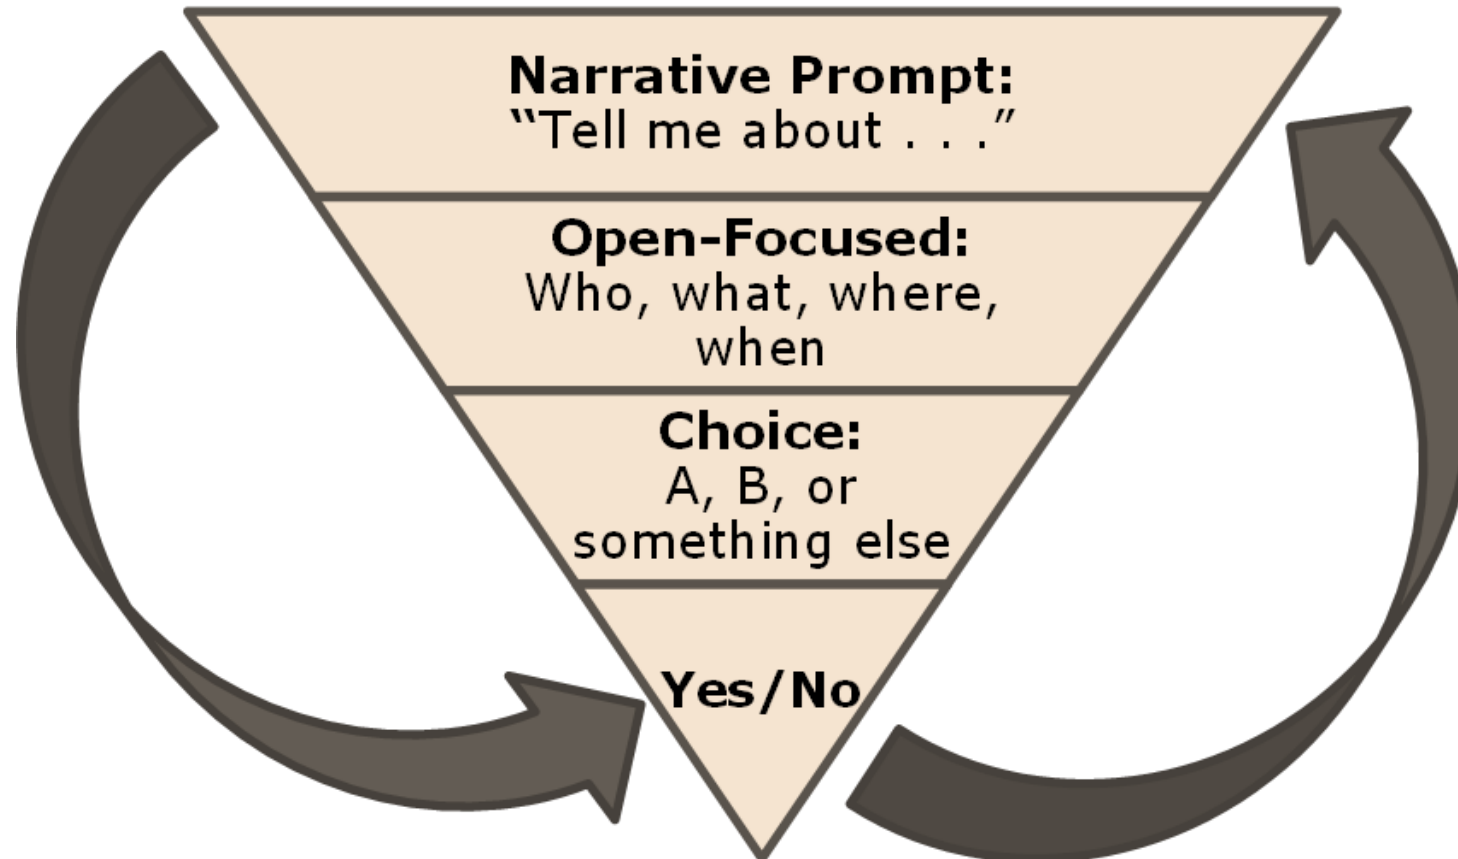 Narrative Prompt:
“Tell me about . . .”
Open-Focused:
Who, what, where,
when
Choice:
A, B, or
something else
Yes/No